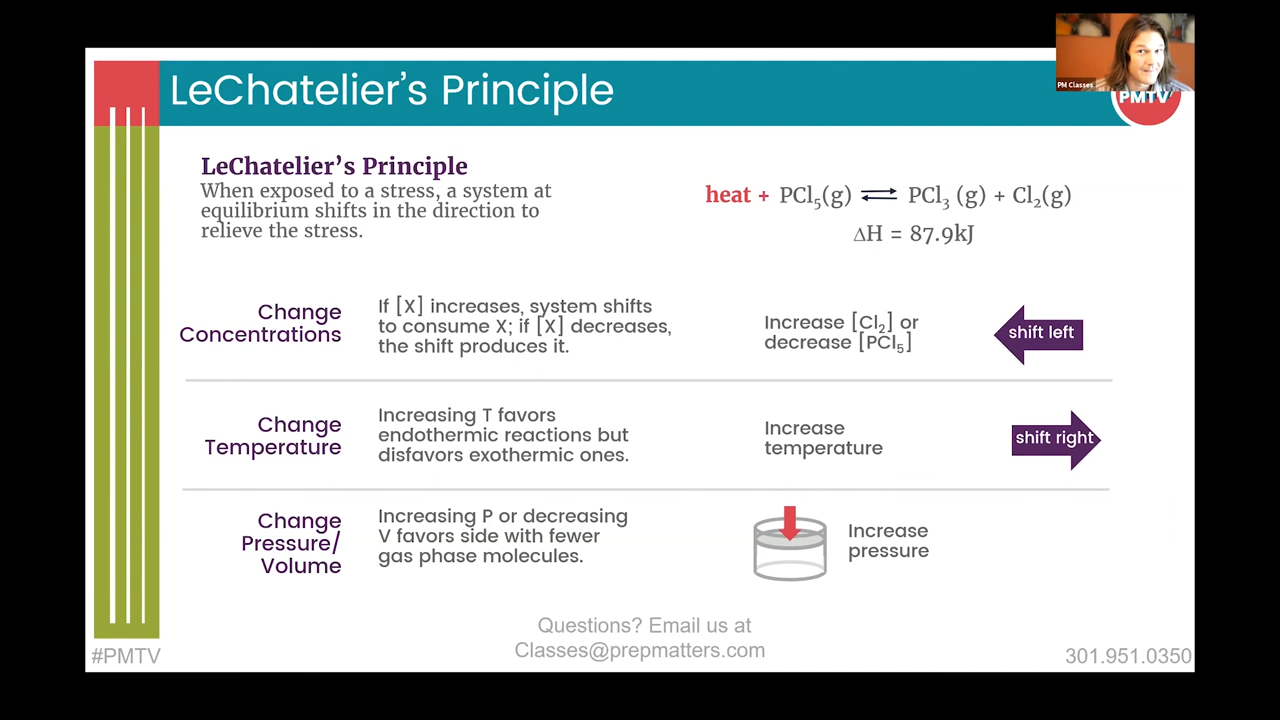 LeChatelier's Principle
PM Classes
PMTV
LeChatelier's Principle
When exposed to a stress, a system at
equilibrium shifts in the direction to
relieve the stress.
heat + PCl₅(g) ⇌ PCl₃ (g) + Cl₂(g)
ΔH = 87.9kJ
Change
Concentrations
If [X] increases, system shifts
to consume X; if [X] decreases,
the shift produces it.
Increase [Cl₂] or
decrease [PCl₅]
shift left
Change
Temperature
Increasing T favors
endothermic reactions but
disfavors exothermic ones.
Increase
temperature
shift right
Change
Pressure/
Volume
Increasing P or decreasing
V favors side with fewer
gas phase molecules.
Increase
pressure
Questions? Email us at
Classes@prepmatters.com
#PMTV
301.951.0350